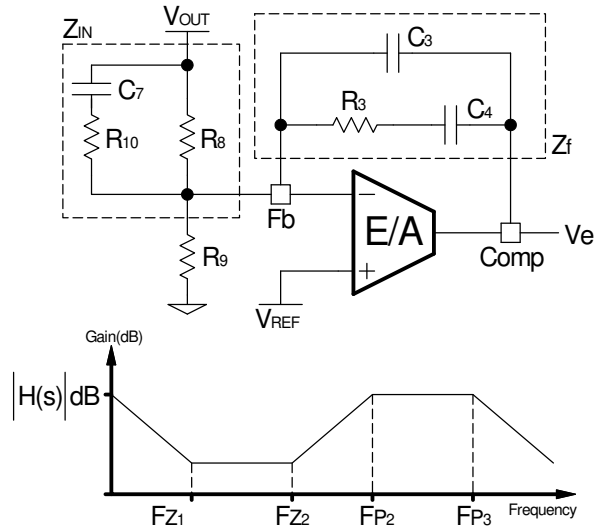 VOUT
ZIN
C3
C7
R3
C4
R10
R8
Zf
Fb
E/A
R9
Comp
Ve
VREF
Gain(dB)
|H(s)|dB
FZ1
FZ2
FP2
FP3
Frequency